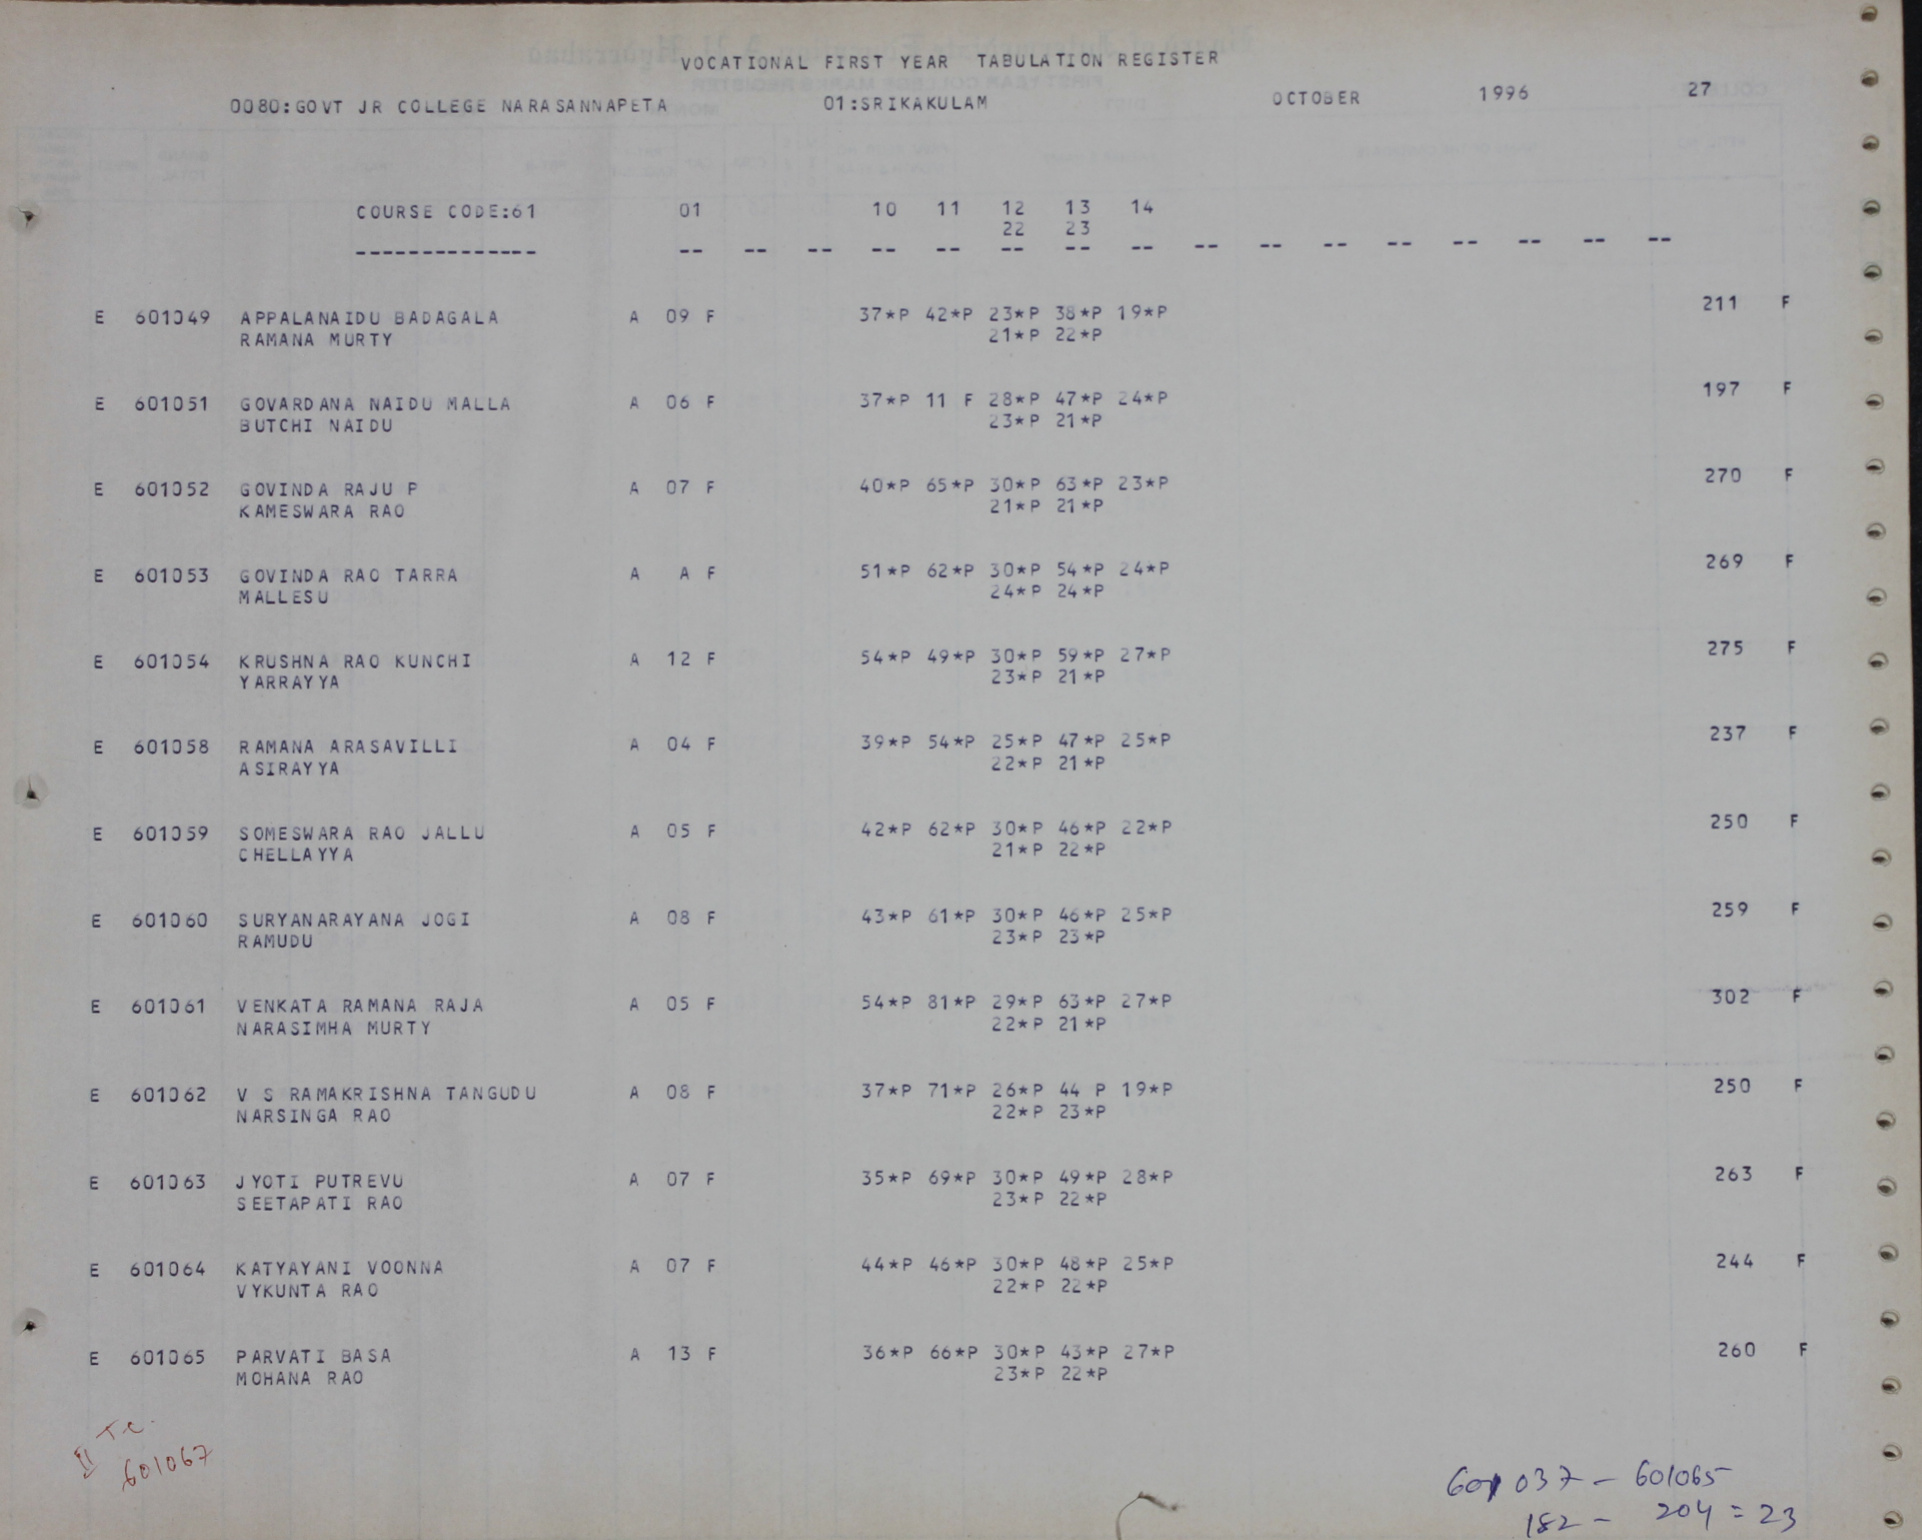 VOCATIONAL FIRST YEAR TABULATION REGISTER
0080:GOVT JR COLLEGE NARASANNAPETA 01:SRIKAKULAM OCTOBER 1996 27
COURSE CODE:61 01 10 11 12 13 14
22 23
-------------- -- -- -- -- -- -- -- -- -- -- -- -- -- -- -- --
E 601049 APPALANAIDU BADAGALA A 09 F 37*P 42*P 23*P 38*P 19*P 211 F
RAMANA MURTY 21*P 22*P
E 601051 GOVARDANA NAIDU MALLA A 06 F 37*P 11 F 28*P 47*P 24*P 197 F
BUTCHI NAIDU 23*P 21*P
E 601052 GOVINDA RAJU P A 07 F 40*P 65*P 30*P 63*P 23*P 270 F
KAMESWARA RAO 21*P 21*P
E 601053 GOVINDA RAO TARRA A A F 51*P 62*P 30*P 54*P 24*P 269 F
MALLESU 24*P 24*P
E 601054 KRUSHNA RAO KUNCHI A 12 F 54*P 49*P 30*P 59*P 27*P 275 F
YARRAYYA 23*P 21*P
E 601058 RAMANA ARASAVILLI A 04 F 39*P 54*P 25*P 47*P 25*P 237 F
ASIRAYYA 22*P 21*P
E 601059 SOMESWARA RAO JALLU A 05 F 42*P 62*P 30*P 46*P 22*P 250 F
CHELLAYYA 21*P 22*P
E 601060 SURYANARAYANA JOGI A 08 F 43*P 61*P 30*P 46*P 25*P 259 F
RAMUDU 23*P 23*P
E 601061 VENKATA RAMANA RAJA A 05 F 54*P 81*P 29*P 63*P 27*P 302 F
NARASIMHA MURTY 22*P 21*P
E 601062 V S RAMAKRISHNA TANGUDU A 08 F 37*P 71*P 26*P 44 P 19*P 250 F
NARSINGA RAO 22*P 23*P
E 601063 JYOTI PUTREVU A 07 F 35*P 69*P 30*P 49*P 28*P 263 F
SEETAPATI RAO 23*P 22*P
E 601064 KATYAYANI VOONNA A 07 F 44*P 46*P 30*P 48*P 25*P 244 F
VYKUNTA RAO 22*P 22*P
E 601065 PARVATI BASA A 13 F 36*P 66*P 30*P 43*P 27*P 260 F
MOHANA RAO 23*P 22*P
II T.C.
601067
601037 - 601065
182 - 204 = 23